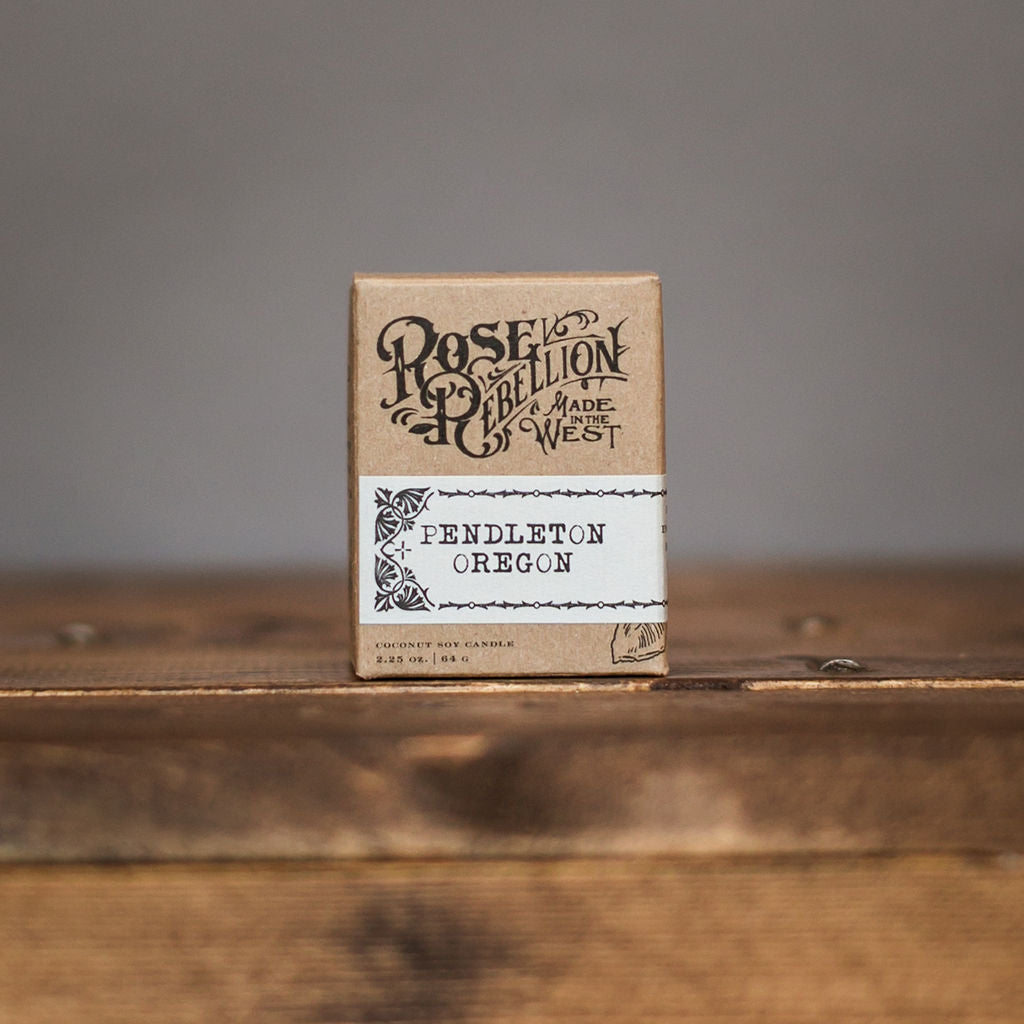 ROSE
REBELLION
MADE
IN THE
WEST
PENDLETON
OREGON
COCONUT SOY CANDLE
2.25 OZ. | 64 G